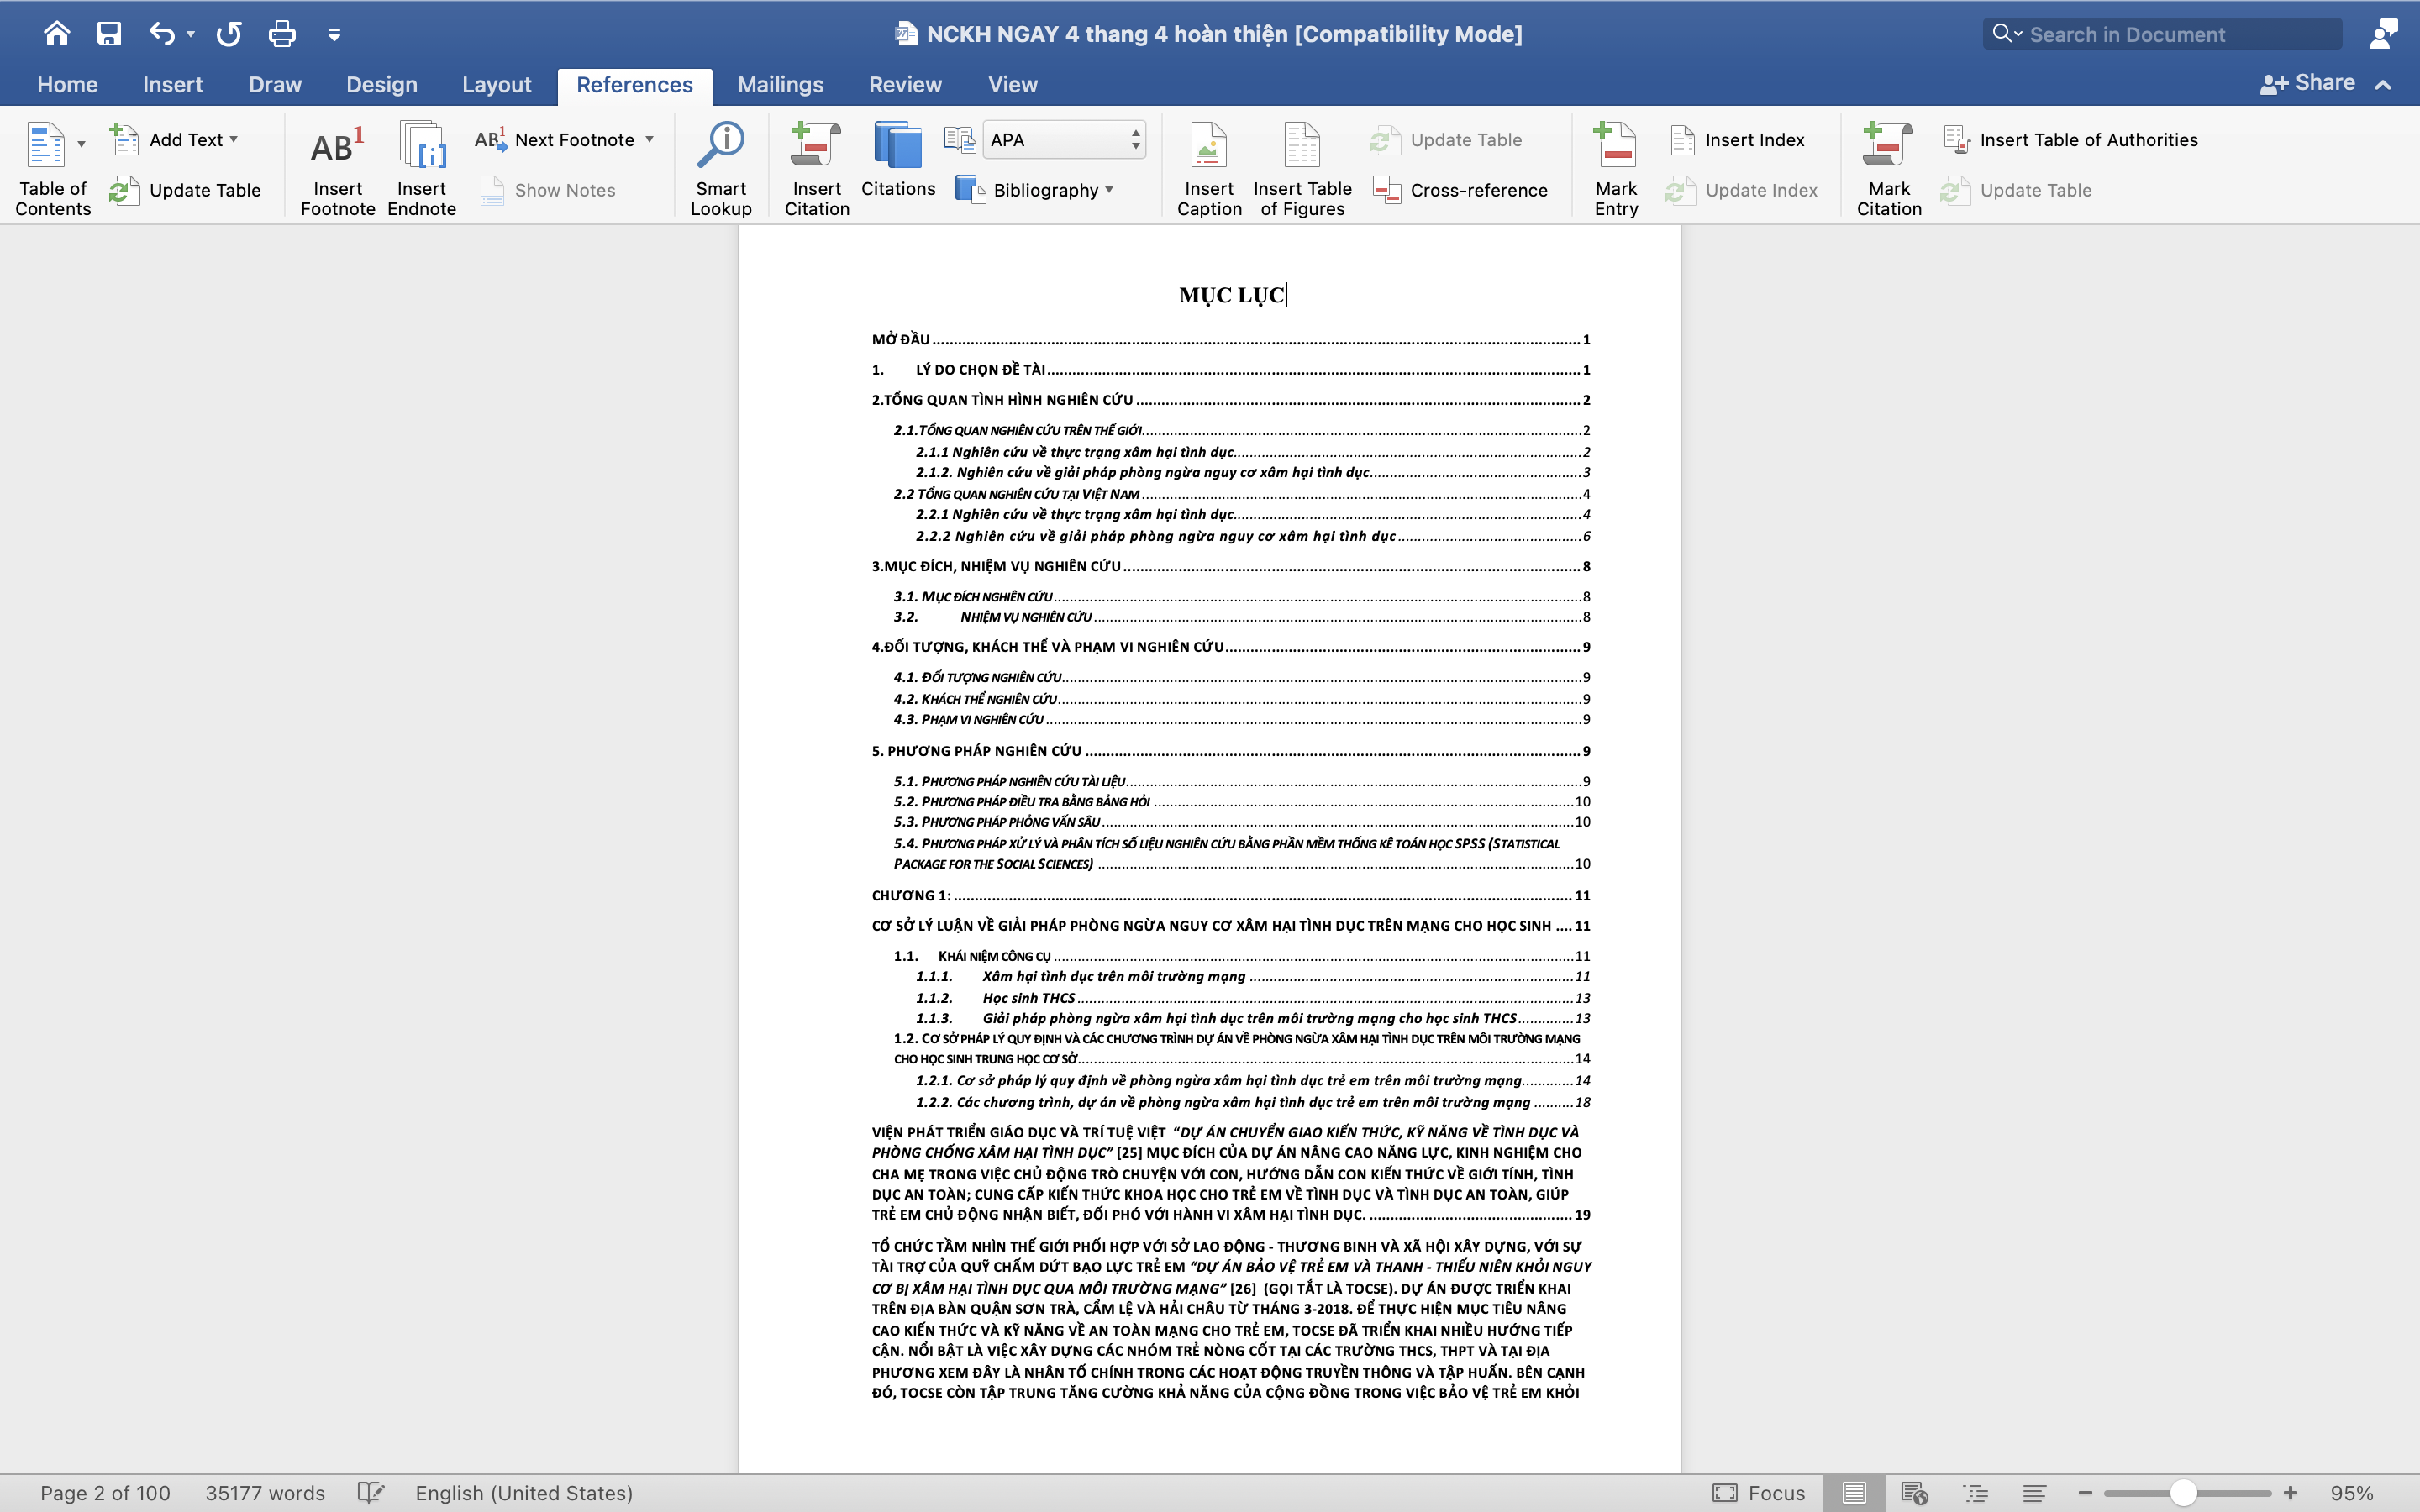 NCKH NGAY 4 thang 4 hoàn thiện [Compatibility Mode]
Search in Document
Home Insert Draw Design Layout References Mailings Review View
Share
Table of Contents
Add Text
Update Table
AB1
Insert Footnote
[i]
Insert Endnote
AB1 Next Footnote
Show Notes
Smart Lookup
Insert Citation
Citations
APA
Bibliography
Insert Caption
Insert Table of Figures
Update Table
Cross-reference
Mark Entry
Insert Index
Update Index
Mark Citation
Insert Table of Authorities
Update Table
MỤC LỤC
MỞ ĐẦU ... 1
1. LÝ DO CHỌN ĐỀ TÀI ... 1
2.TỔNG QUAN TÌNH HÌNH NGHIÊN CỨU ... 2
2.1.TỔNG QUAN NGHIÊN CỨU TRÊN THẾ GIỚI ... 2
2.1.1 Nghiên cứu về thực trạng xâm hại tình dục ... 2
2.1.2. Nghiên cứu về giải pháp phòng ngừa nguy cơ xâm hại tình dục ... 3
2.2 TỔNG QUAN NGHIÊN CỨU TẠI VIỆT NAM ... 4
2.2.1 Nghiên cứu về thực trạng xâm hại tình dục ... 4
2.2.2 Nghiên cứu về giải pháp phòng ngừa nguy cơ xâm hại tình dục ... 6
3.MỤC ĐÍCH, NHIỆM VỤ NGHIÊN CỨU ... 8
3.1. MỤC ĐÍCH NGHIÊN CỨU ... 8
3.2. NHIỆM VỤ NGHIÊN CỨU ... 8
4.ĐỐI TƯỢNG, KHÁCH THỂ VÀ PHẠM VI NGHIÊN CỨU ... 9
4.1. ĐỐI TƯỢNG NGHIÊN CỨU ... 9
4.2. KHÁCH THỂ NGHIÊN CỨU ... 9
4.3. PHẠM VI NGHIÊN CỨU ... 9
5. PHƯƠNG PHÁP NGHIÊN CỨU ... 9
5.1. PHƯƠNG PHÁP NGHIÊN CỨU TÀI LIỆU ... 9
5.2. PHƯƠNG PHÁP ĐIỀU TRA BẰNG BẢNG HỎI ... 10
5.3. PHƯƠNG PHÁP PHỎNG VẤN SÂU ... 10
5.4. PHƯƠNG PHÁP XỬ LÝ VÀ PHÂN TÍCH SỐ LIỆU NGHIÊN CỨU BẰNG PHẦN MỀM THỐNG KÊ TOÁN HỌC SPSS (STATISTICAL
PACKAGE FOR THE SOCIAL SCIENCES) ... 10
CHƯƠNG 1: ... 11
CƠ SỞ LÝ LUẬN VỀ GIẢI PHÁP PHÒNG NGỪA NGUY CƠ XÂM HẠI TÌNH DỤC TRÊN MẠNG CHO HỌC SINH .... 11
1.1. KHÁI NIỆM CÔNG CỤ ... 11
1.1.1. Xâm hại tình dục trên môi trường mạng ... 11
1.1.2. Học sinh THCS ... 13
1.1.3. Giải pháp phòng ngừa xâm hại tình dục trên môi trường mạng cho học sinh THCS ... 13
1.2. CƠ SỞ PHÁP LÝ QUY ĐỊNH VÀ CÁC CHƯƠNG TRÌNH DỰ ÁN VỀ PHÒNG NGỪA XÂM HẠI TÌNH DỤC TRÊN MÔI TRƯỜNG MẠNG
CHO HỌC SINH TRUNG HỌC CƠ SỞ ... 14
1.2.1. Cơ sở pháp lý quy định về phòng ngừa xâm hại tình dục trẻ em trên môi trường mạng ... 14
1.2.2. Các chương trình, dự án về phòng ngừa xâm hại tình dục trẻ em trên môi trường mạng ... 18
VIỆN PHÁT TRIỂN GIÁO DỤC VÀ TRÍ TUỆ VIỆT “DỰ ÁN CHUYỂN GIAO KIẾN THỨC, KỸ NĂNG VỀ TÌNH DỤC VÀ
PHÒNG CHỐNG XÂM HẠI TÌNH DỤC” [25] MỤC ĐÍCH CỦA DỰ ÁN NÂNG CAO NĂNG LỰC, KINH NGHIỆM CHO
CHA MẸ TRONG VIỆC CHỦ ĐỘNG TRÒ CHUYỆN VỚI CON, HƯỚNG DẪN CON KIẾN THỨC VỀ GIỚI TÍNH, TÌNH
DỤC AN TOÀN; CUNG CẤP KIẾN THỨC KHOA HỌC CHO TRẺ EM VỀ TÌNH DỤC VÀ TÌNH DỤC AN TOÀN, GIÚP
TRẺ EM CHỦ ĐỘNG NHẬN BIẾT, ĐỐI PHÓ VỚI HÀNH VI XÂM HẠI TÌNH DỤC. ... 19
TỔ CHỨC TẦM NHÌN THẾ GIỚI PHỐI HỢP VỚI SỞ LAO ĐỘNG - THƯƠNG BINH VÀ XÃ HỘI XÂY DỰNG, VỚI SỰ
TÀI TRỢ CỦA QUỸ CHẤM DỨT BẠO LỰC TRẺ EM “DỰ ÁN BẢO VỆ TRẺ EM VÀ THANH - THIẾU NIÊN KHỎI NGUY
CƠ BỊ XÂM HẠI TÌNH DỤC QUA MÔI TRƯỜNG MẠNG” [26] (GỌI TẮT LÀ TOCSE). DỰ ÁN ĐƯỢC TRIỂN KHAI
TRÊN ĐỊA BÀN QUẬN SƠN TRÀ, CẨM LỆ VÀ HẢI CHÂU TỪ THÁNG 3-2018. ĐỂ THỰC HIỆN MỤC TIÊU NÂNG
CAO KIẾN THỨC VÀ KỸ NĂNG VỀ AN TOÀN MẠNG CHO TRẺ EM, TOCSE ĐÃ TRIỂN KHAI NHIỀU HƯỚNG TIẾP
CẬN. NỔI BẬT LÀ VIỆC XÂY DỰNG CÁC NHÓM TRẺ NÒNG CỐT TẠI CÁC TRƯỜNG THCS, THPT VÀ TẠI ĐỊA
PHƯƠNG XEM ĐÂY LÀ NHÂN TỐ CHÍNH TRONG CÁC HOẠT ĐỘNG TRUYỀN THÔNG VÀ TẬP HUẤN. BÊN CẠNH
ĐÓ, TOCSE CÒN TẬP TRUNG TĂNG CƯỜNG KHẢ NĂNG CỦA CỘNG ĐỒNG TRONG VIỆC BẢO VỆ TRẺ EM KHỎI
Page 2 of 100 35177 words English (United States) Focus 95%